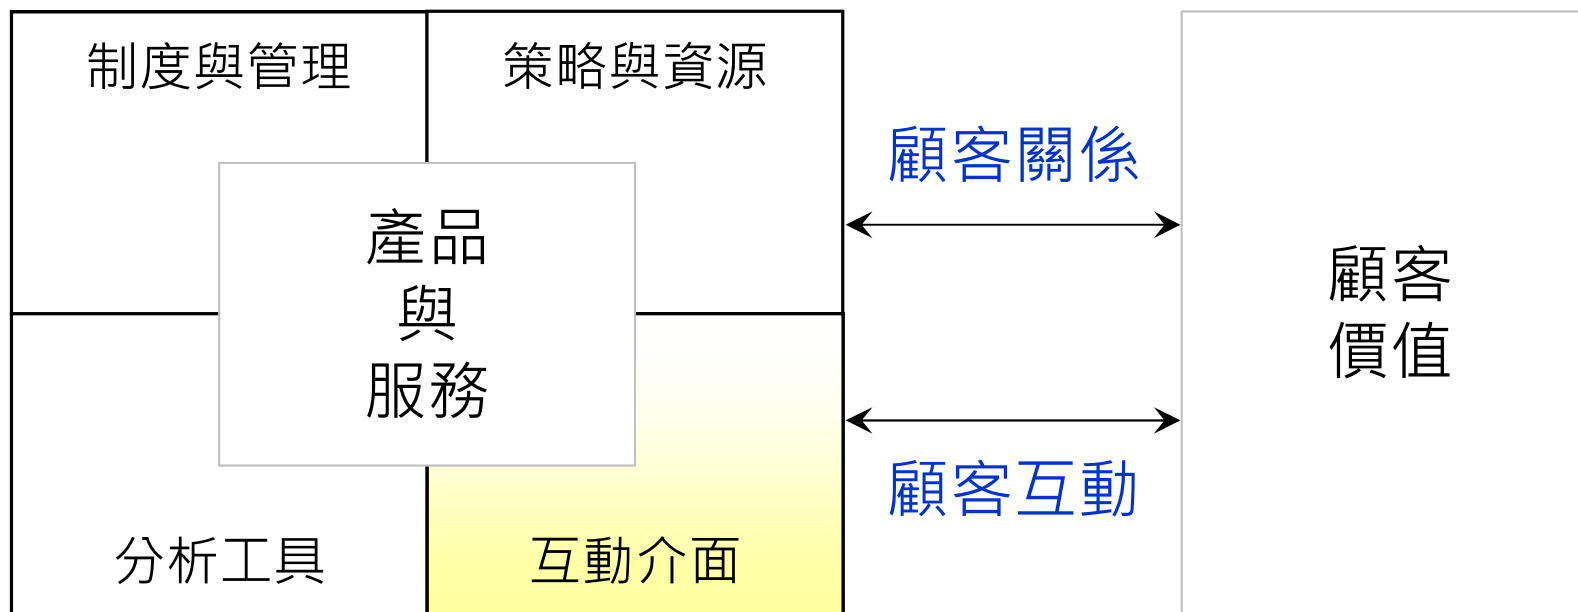 制度與管理
策略與資源
產品
與
服務
分析工具
互動介面
顧客關係
顧客互動
顧客
價值